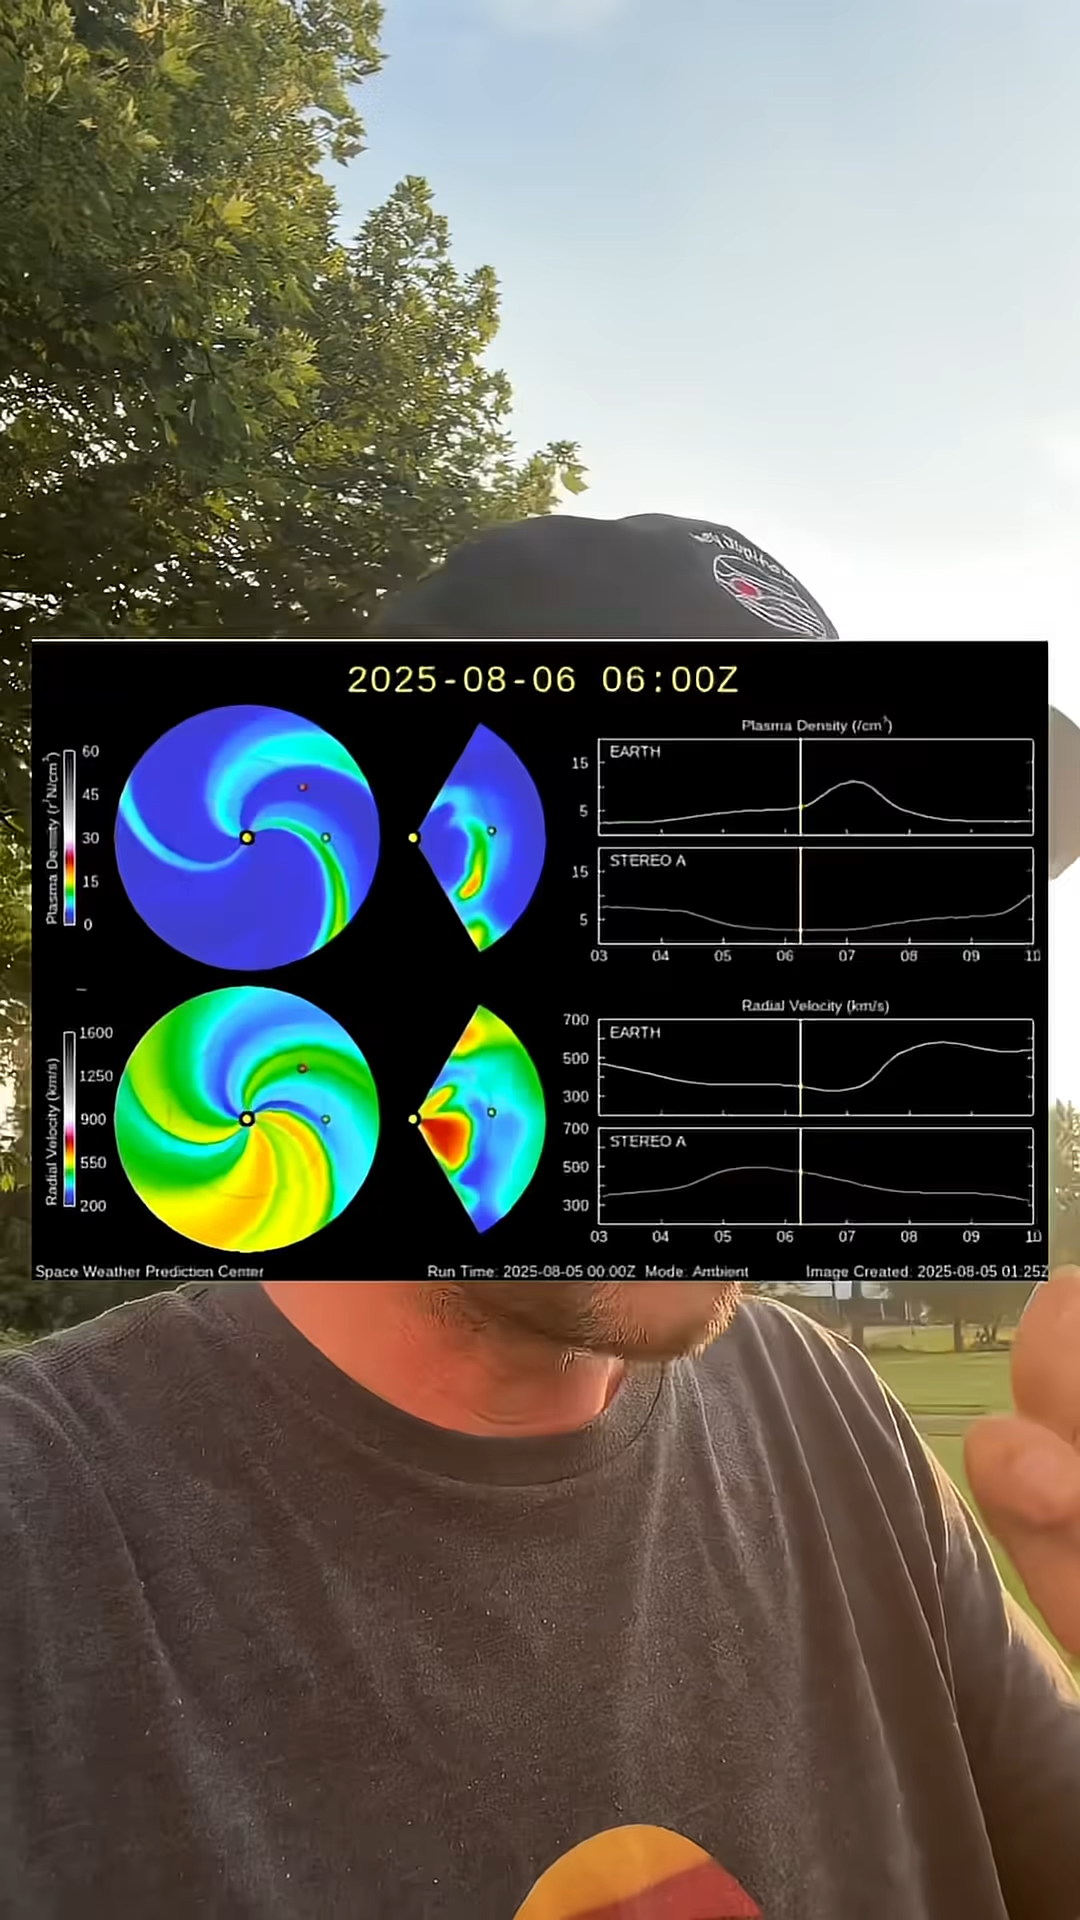 2025-08-06 06:00Z
Plasma Density (r²N/cm³)
60
45
30
15
0
Plasma Density (/cm³)
EARTH
15
5
STEREO A
15
5
03 04 05 06 07 08 09 10
Radial Velocity (km/s)
1600
1250
900
550
200
Radial Velocity (km/s)
EARTH
700
500
300
STEREO A
700
500
300
03 04 05 06 07 08 09 10
Space Weather Prediction Center
Run Time: 2025-08-05 00:00Z Mode: Ambient
Image Created: 2025-08-05 01:25Z